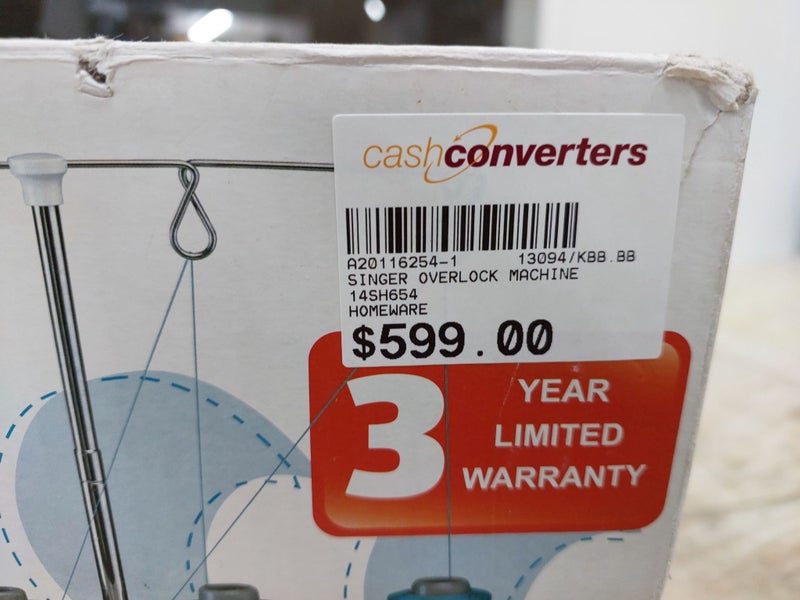 cashconverters
A20116254-1 13094/KBB.BB
SINGER OVERLOCK MACHINE
14SH654
HOMEWARE
$599.00
3 YEAR
LIMITED
WARRANTY